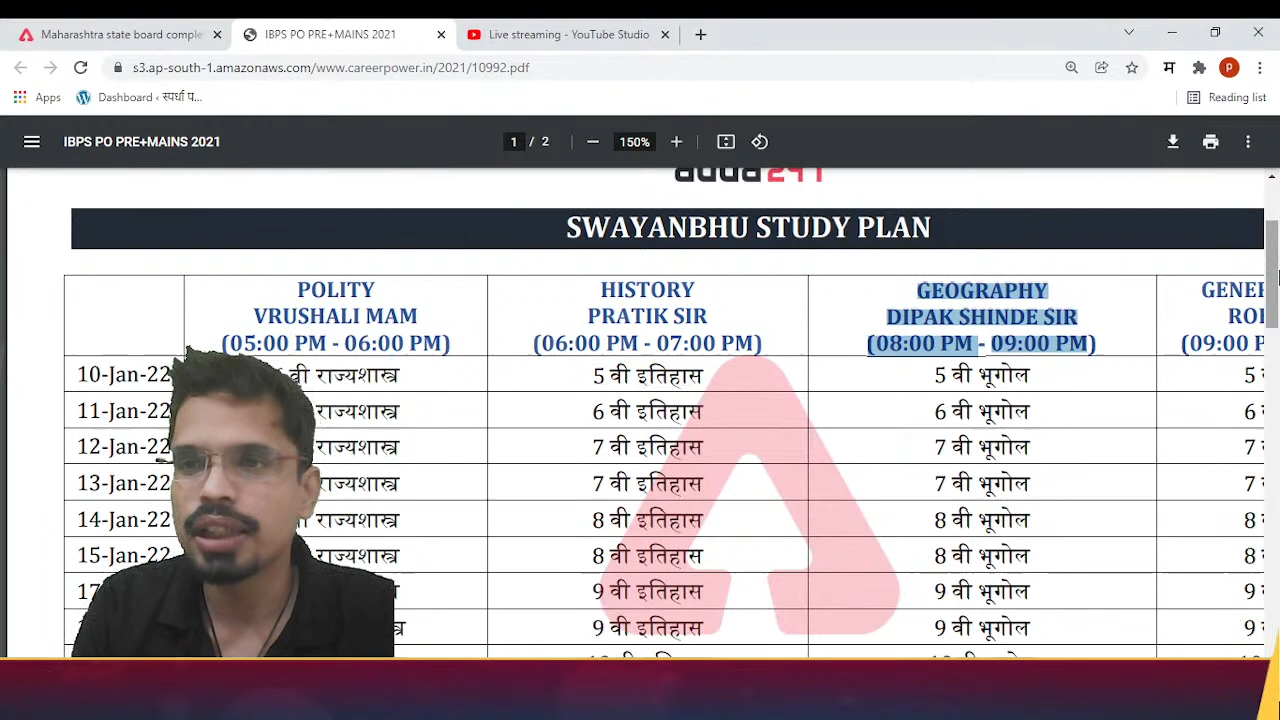 Maharashtra state board comple
IBPS PO PRE+MAINS 2021
Live streaming - YouTube Studio
s3.ap-south-1.amazonaws.com/www.careerpower.in/2021/10992.pdf
म
P
Apps
Dashboard ‹ स्पर्धा प...
Reading list
IBPS PO PRE+MAINS 2021
1 / 2
150%
adda 247
SWAYANBHU STUDY PLAN
POLITY HISTORY GEOGRAPHY GENE
VRUSHALI MAM PRATIK SIR DIPAK SHINDE SIR RO
(05:00 PM - 06:00 PM) (06:00 PM - 07:00 PM) (08:00 PM - 09:00 PM) (09:00 P
10-Jan-22 वी राज्यशास्त्र 5 वी इतिहास 5 वी भूगोल 5
11-Jan-22 राज्यशास्त्र 6 वी इतिहास 6 वी भूगोल 6
12-Jan-22 राज्यशास्त्र 7 वी इतिहास 7 वी भूगोल 7
13-Jan-22 राज्यशास्त्र 7 वी इतिहास 7 वी भूगोल 7
14-Jan-22 राज्यशास्त्र 8 वी इतिहास 8 वी भूगोल 8
15-Jan-22 राज्यशास्त्र 8 वी इतिहास 8 वी भूगोल 8
17 9 वी इतिहास 9 वी भूगोल 9
9 वी इतिहास 9 वी भूगोल 9